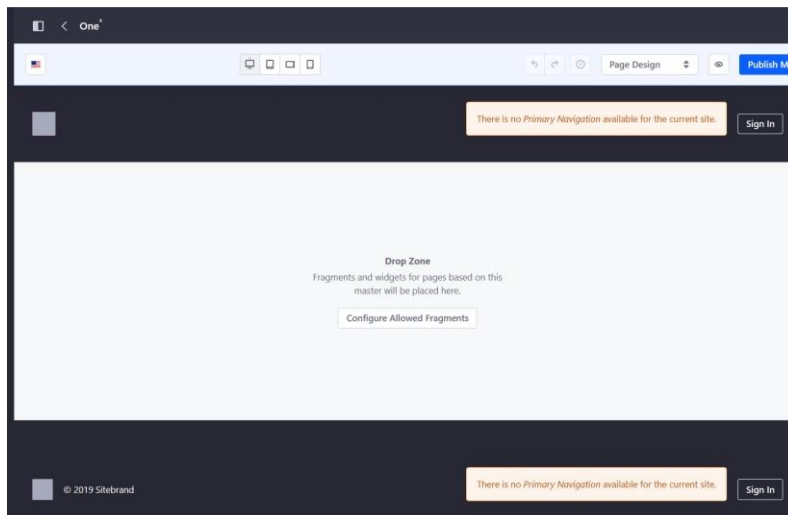 One*
Page Design
Publish M
There is no Primary Navigation available for the current site.
Sign In
Drop Zone
Fragments and widgets for pages based on this
master will be placed here.
Configure Allowed Fragments
© 2019 Sitebrand
There is no Primary Navigation available for the current site.
Sign In